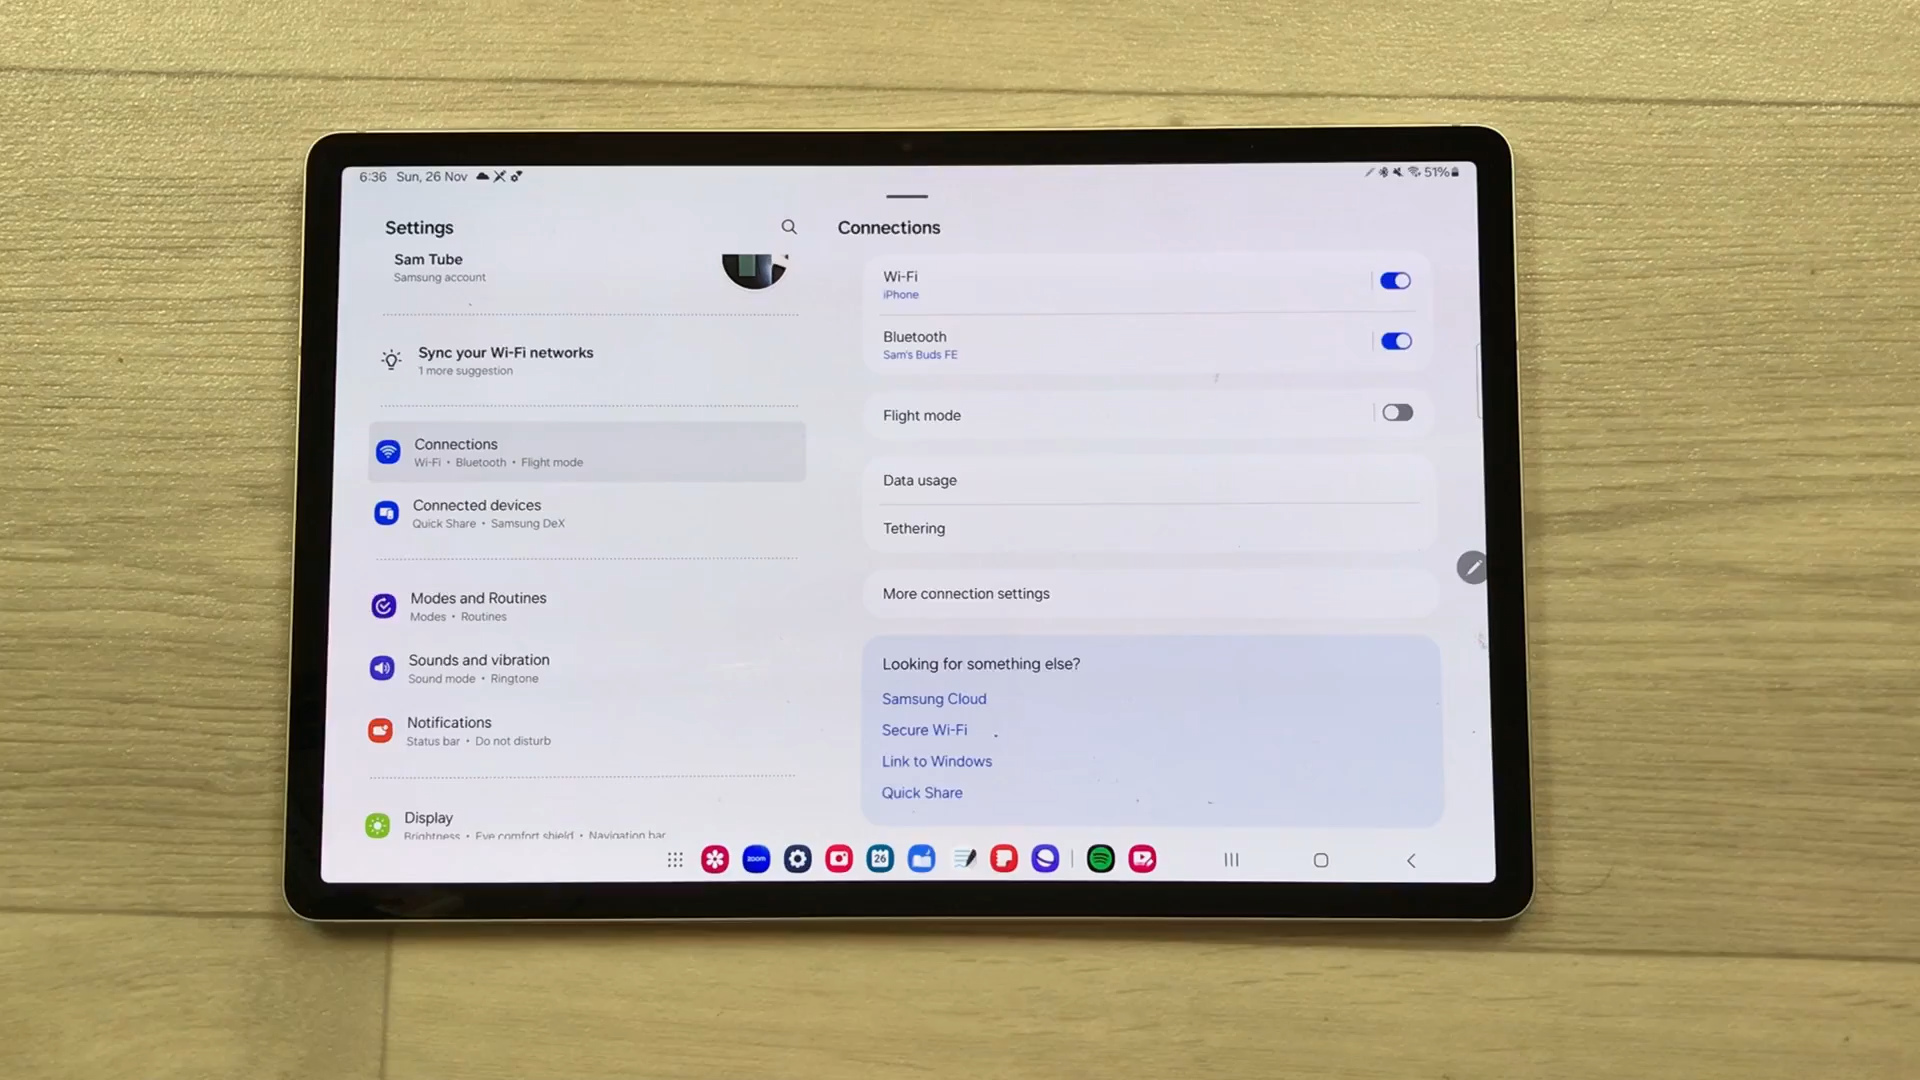 6:36 Sun, 26 Nov
51%
Settings
Sam Tube
Samsung account
Sync your Wi-Fi networks
1 more suggestion
Connections
Wi-Fi • Bluetooth • Flight mode
Connected devices
Quick Share • Samsung DeX
Modes and Routines
Modes • Routines
Sounds and vibration
Sound mode • Ringtone
Notifications
Status bar • Do not disturb
Display
Brightness • Eye comfort shield • Navigation bar
Connections
Wi-Fi
iPhone
Bluetooth
Sam's Buds FE
Flight mode
Data usage
Tethering
More connection settings
Looking for something else?
Samsung Cloud
Secure Wi-Fi
Link to Windows
Quick Share
zoom
26